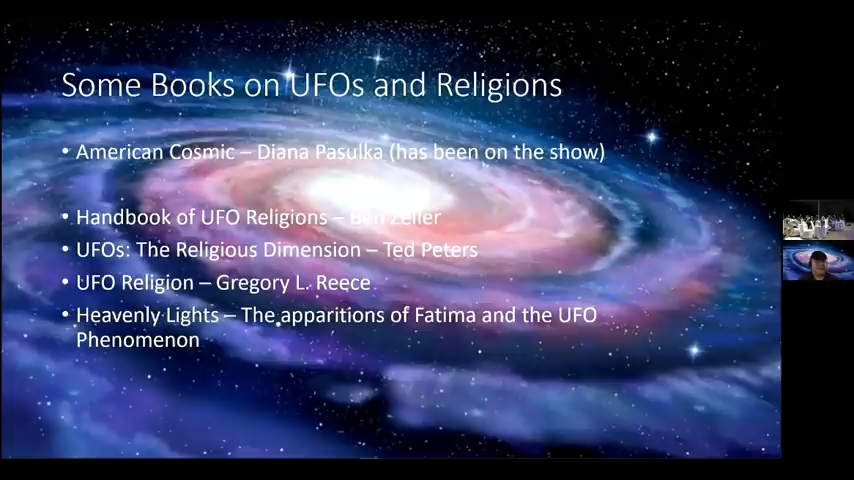 Some Books on UFOs and Religions
• American Cosmic – Diana Pasulka (has been on the show)
• Handbook of UFO Religions – Ben Zeller
• UFOs: The Religious Dimension – Ted Peters
• UFO Religion – Gregory L. Reece
• Heavenly Lights – The apparitions of Fatima and the UFO
Phenomenon